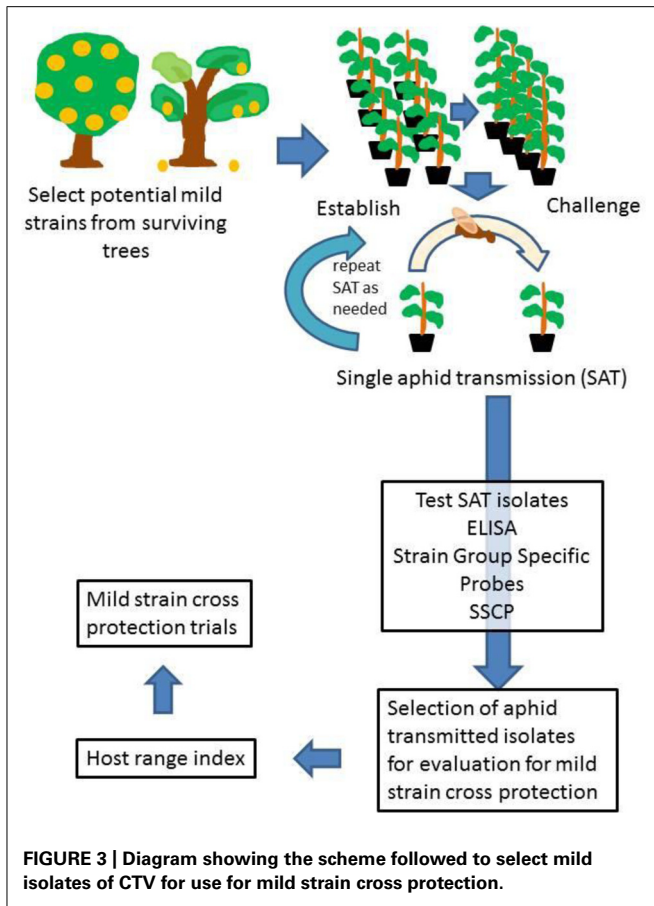 Select potential mild
strains from surviving
trees
Establish
Challenge
repeat
SAT as
needed
Single aphid transmission (SAT)
Test SAT isolates
ELISA
Strain Group Specific
Probes
SSCP
Selection of aphid
transmitted isolates
for evaluation for mild
strain cross protection
Host range index
Mild strain cross
protection trials
FIGURE 3 | Diagram showing the scheme followed to select mild
isolates of CTV for use for mild strain cross protection.